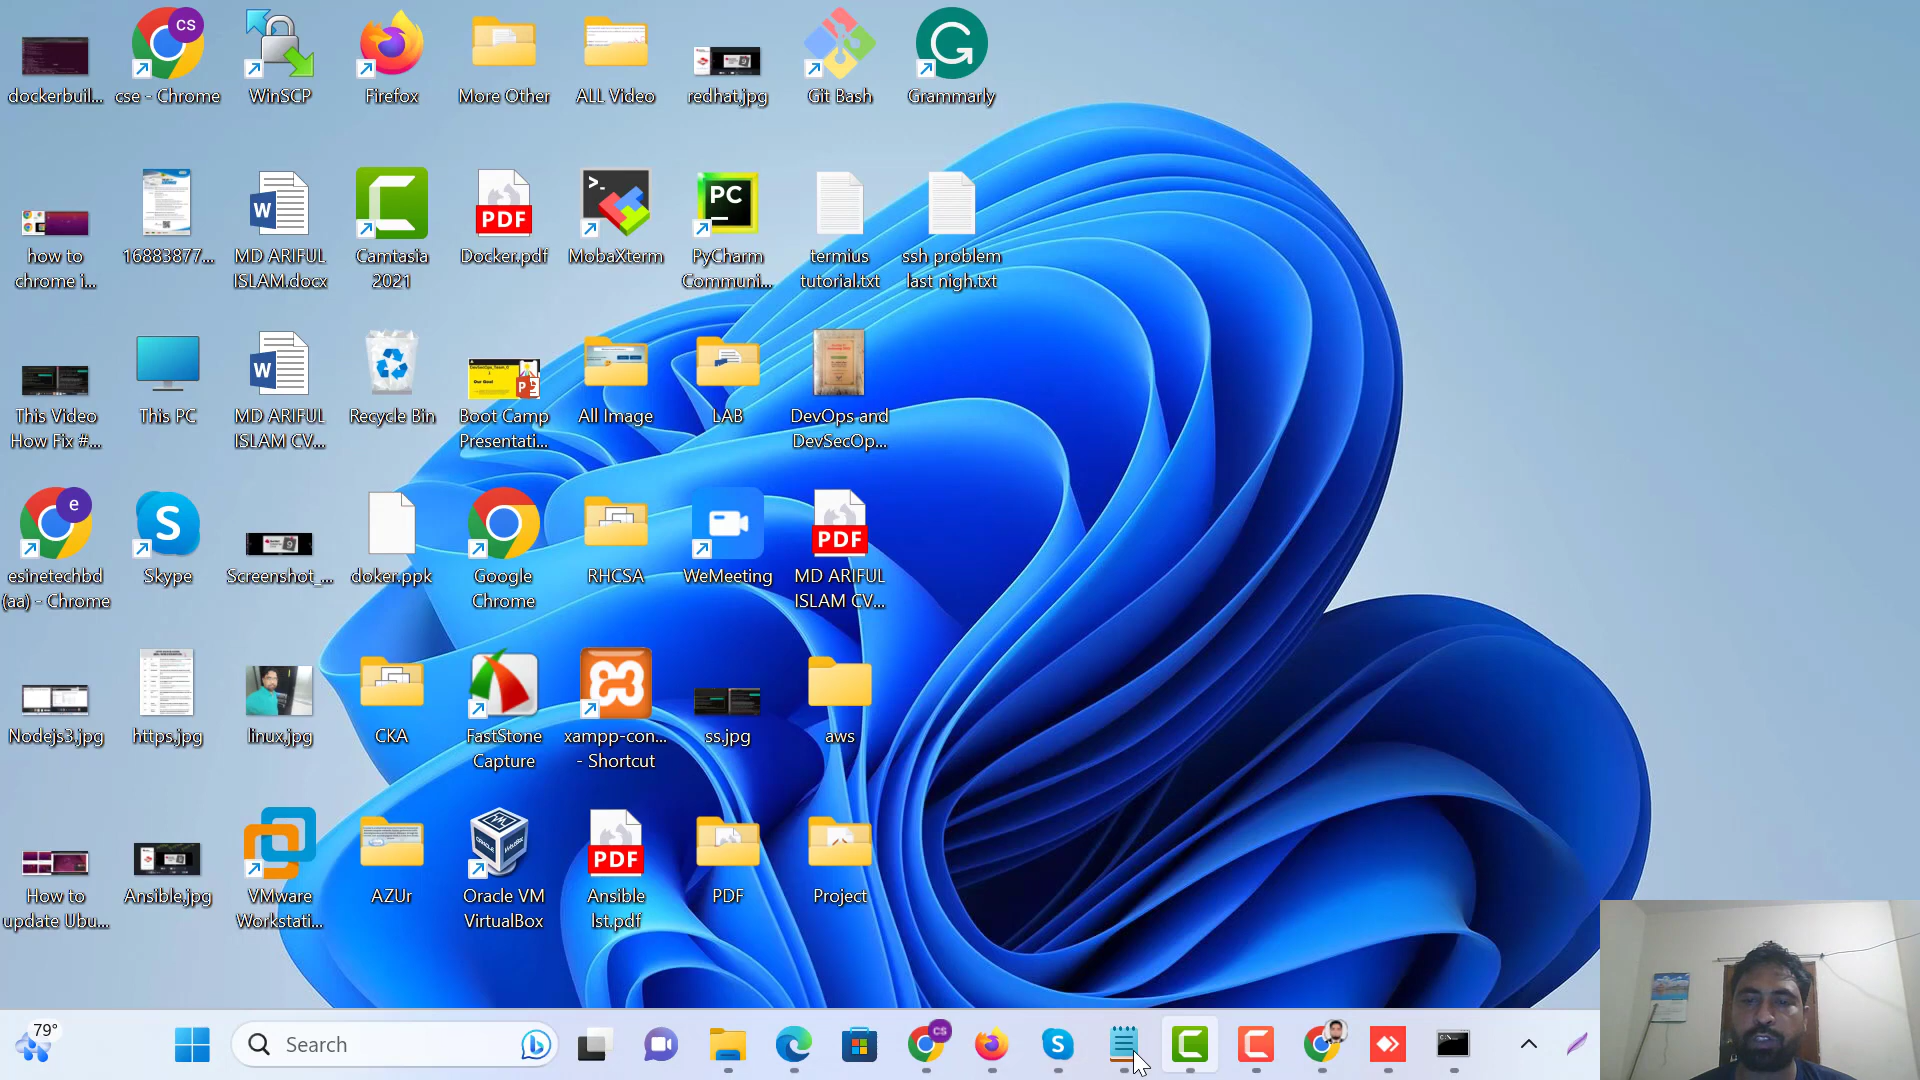 dockerbuil...
cse - Chrome
WinSCP
Firefox
More Other
ALL Video
redhat.jpg
Git Bash
Grammarly
how to
chrome i...
16883877...
MD ARIFUL
ISLAM.docx
Camtasia
2021
Docker.pdf
MobaXterm
PyCharm
Communi...
termius
tutorial.txt
ssh problem
last nigh.txt
This Video
How Fix #...
This PC
MD ARIFUL
ISLAM CV...
Recycle Bin
Boot Camp
Presentati...
All Image
LAB
DevOps and
DevSecOp...
esinetechbd
(aa) - Chrome
Skype
Screenshot_...
doker.ppk
Google
Chrome
RHCSA
WeMeeting
MD ARIFUL
ISLAM CV...
Nodejs3.jpg
https.jpg
linux.jpg
CKA
FastStone
Capture
xampp-con...
- Shortcut
ss.jpg
aws
How to
update Ubu...
Ansible.jpg
VMware
Workstati...
AZUr
Oracle VM
VirtualBox
Ansible
lst.pdf
PDF
Project
79°
Search